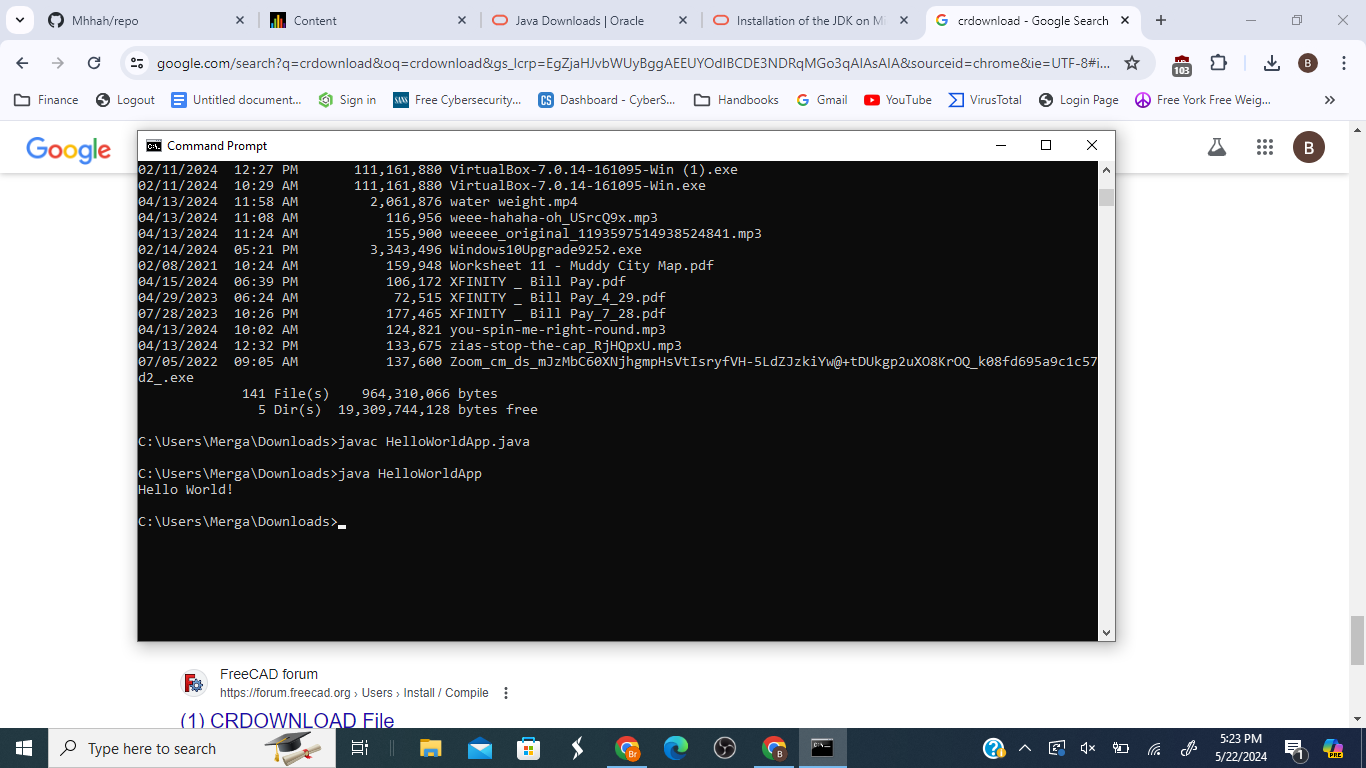 Mhhah/repo
Content
Java Downloads | Oracle
Installation of the JDK on Mi
crdownload - Google Search
google.com/search?q=crdownload&oq=crdownload&gs_lcrp=EgZjaHJvbWUyBggAEEUYOdIBCDE3NDRqMGo3qAIAsAIA&sourceid=chrome&ie=UTF-8#i...
103
B
Finance
Logout
Untitled document...
Sign in
Free Cybersecurity...
Dashboard - CyberS...
Handbooks
Gmail
YouTube
VirusTotal
Login Page
Free York Free Weig...
Google
B
Command Prompt
02/11/2024 12:27 PM 111,161,880 VirtualBox-7.0.14-161095-Win (1).exe
02/11/2024 10:29 AM 111,161,880 VirtualBox-7.0.14-161095-Win.exe
04/13/2024 11:58 AM 2,061,876 water weight.mp4
04/13/2024 11:08 AM 116,956 weee-hahaha-oh_USrcQ9x.mp3
04/13/2024 11:24 AM 155,900 weeeee_original_1193597514938524841.mp3
02/14/2024 05:21 PM 3,343,496 Windows10Upgrade9252.exe
02/08/2021 10:24 AM 159,948 Worksheet 11 - Muddy City Map.pdf
04/15/2024 06:39 PM 106,172 XFINITY _ Bill Pay.pdf
04/29/2023 06:24 AM 72,515 XFINITY _ Bill Pay_4_29.pdf
07/28/2023 10:26 PM 177,465 XFINITY _ Bill Pay_7_28.pdf
04/13/2024 10:02 AM 124,821 you-spin-me-right-round.mp3
04/13/2024 12:32 PM 133,675 zias-stop-the-cap_RjHQpxU.mp3
07/05/2022 09:05 AM 137,600 Zoom_cm_ds_mJzMbC60XNjhgmpHsVtIsryfVH-5LdZJzkiYw@+tDUkgp2uXO8KrOQ_k08fd695a9c1c57
d2_.exe
141 File(s) 964,310,066 bytes
5 Dir(s) 19,309,744,128 bytes free
C:\Users\Merga\Downloads>javac HelloWorldApp.java
C:\Users\Merga\Downloads>java HelloWorldApp
Hello World!
C:\Users\Merga\Downloads>
FreeCAD forum
https://forum.freecad.org › Users › Install / Compile
(1) CRDOWNLOAD File
Type here to search
5:23 PM
5/22/2024
1